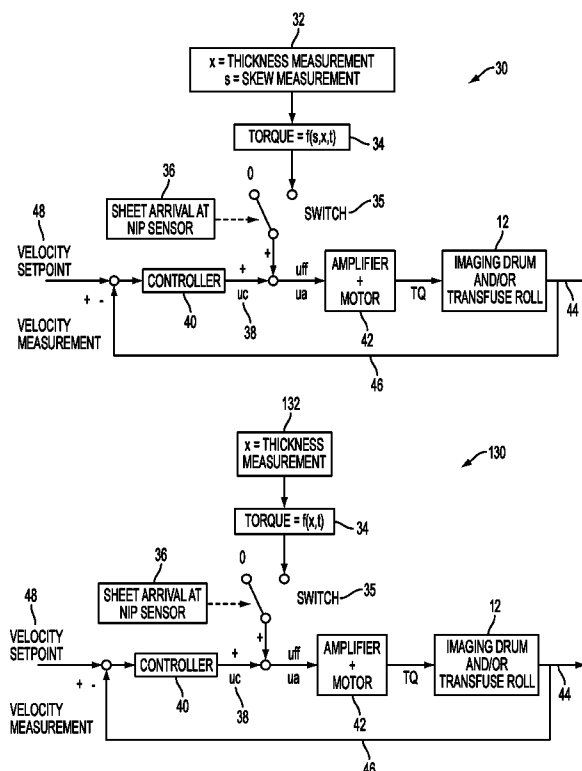 32
x = THICKNESS MEASUREMENT
s = SKEW MEASUREMENT
30
TORQUE = f(s,x,t)
34
36
0
SHEET ARRIVAL AT
NIP SENSOR
SWITCH
35
48
VELOCITY
SETPOINT
+
12
+ -
CONTROLLER
40
+
uc
38
uff
ua
AMPLIFIER
+
MOTOR
42
TQ
IMAGING DRUM
AND/OR
TRANSFUSE ROLL
44
VELOCITY
MEASUREMENT
46
132
x = THICKNESS
MEASUREMENT
130
TORQUE = f(x,t)
34
36
0
SHEET ARRIVAL AT
NIP SENSOR
SWITCH
35
48
VELOCITY
SETPOINT
+
12
+ -
CONTROLLER
40
+
uc
38
uff
ua
AMPLIFIER
+
MOTOR
42
TQ
IMAGING DRUM
AND/OR
TRANSFUSE ROLL
44
VELOCITY
MEASUREMENT
46